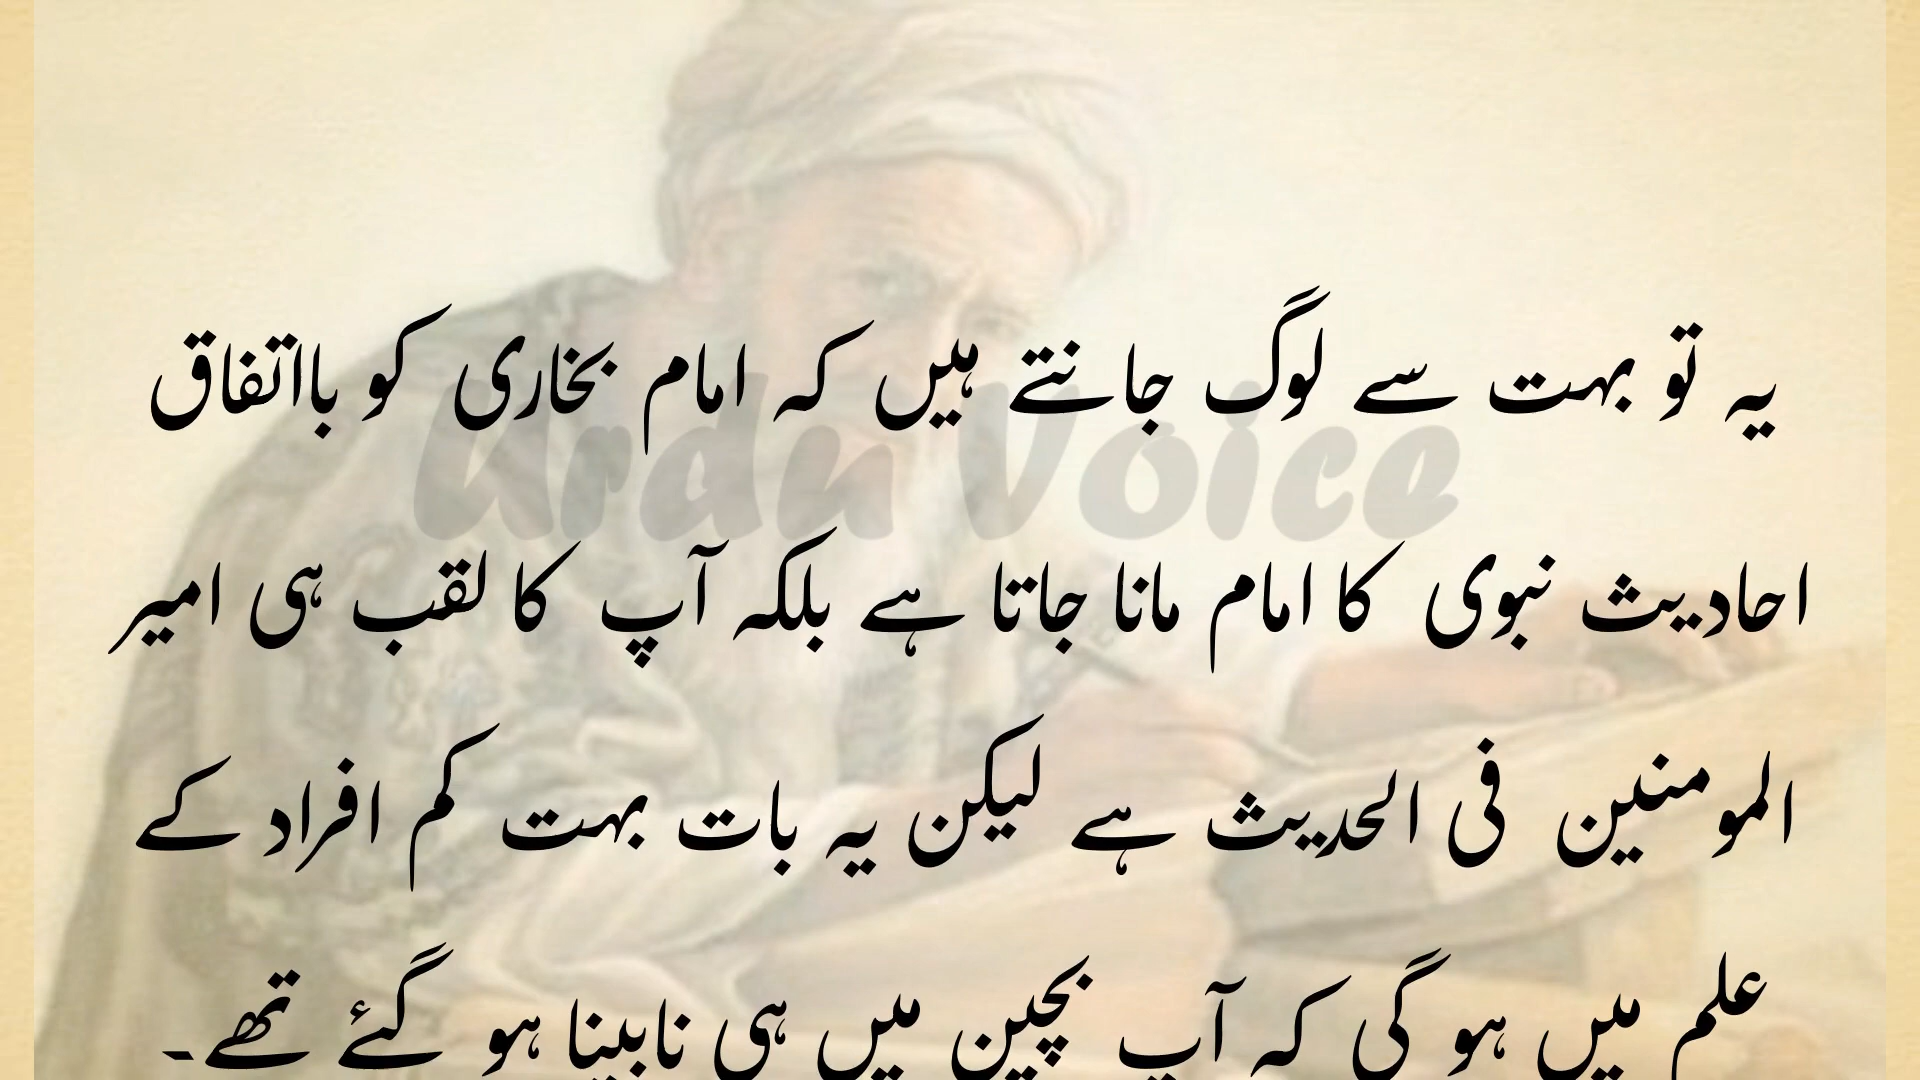 یہ تو بہت سے لوگ جانتے ہیں کہ امام بخاری کو بااتفاق
Urdu Voice
احادیث نبوی کا امام مانا جاتا ہے بلکہ آپ کا لقب ہی امیر
المومنین فی الحدیث ہے لیکن یہ بات بہت کم افراد کے
علم میں ہو گی کہ آپ بچپن میں ہی نابینا ہو گئے تھے۔